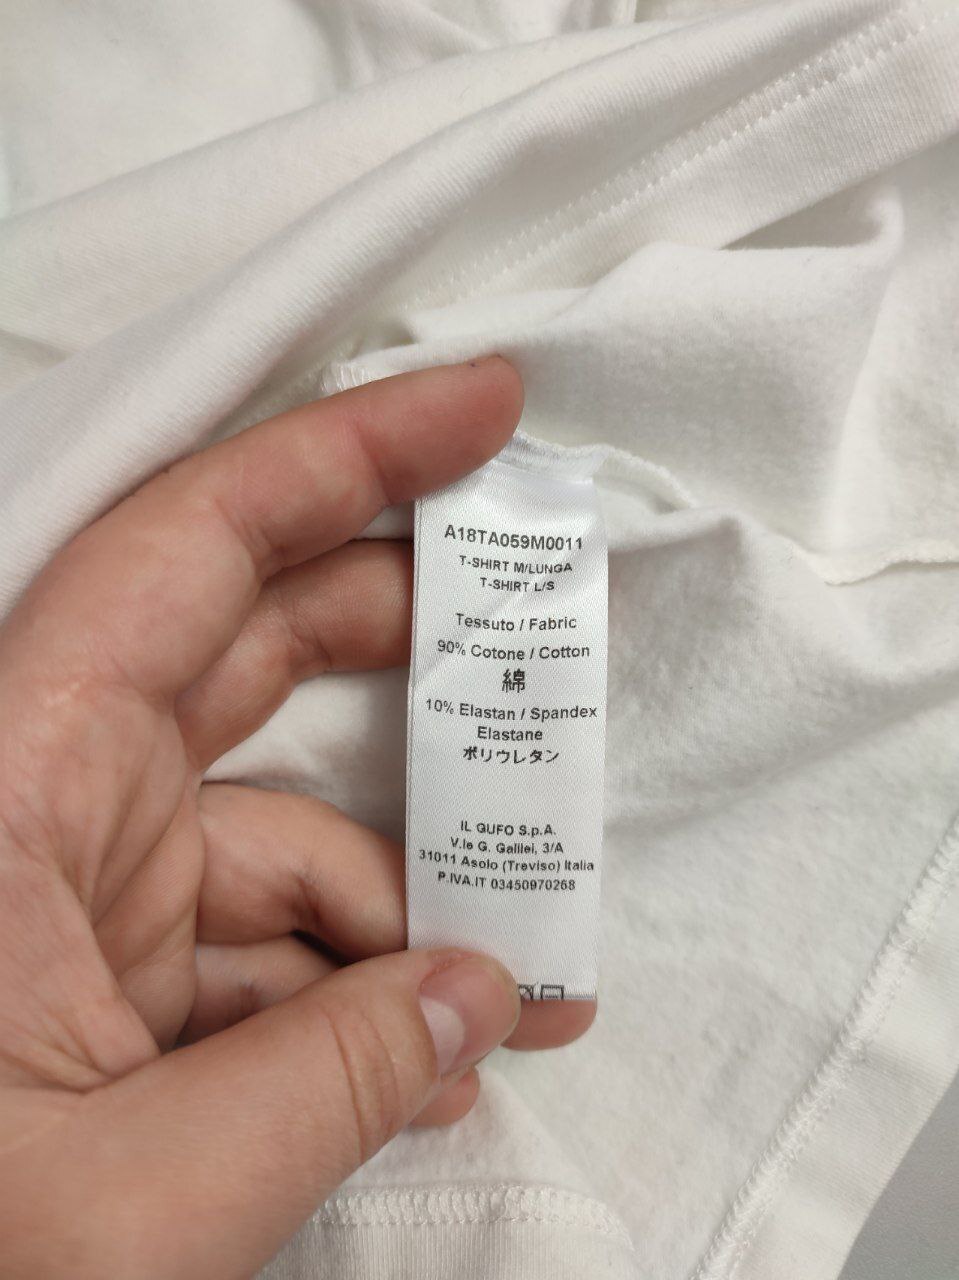 A18TA059M0011
T-SHIRT M/LUNGA
T-SHIRT L/S
Tessuto / Fabric
90% Cotone / Cotton
綿
10% Elastan / Spandex
Elastane
ポリウレタン
IL GUFO S.p.A.
V.le G. Galilei, 3/A
31011 Asolo (Treviso) Italia
P.IVA.IT 03450970268